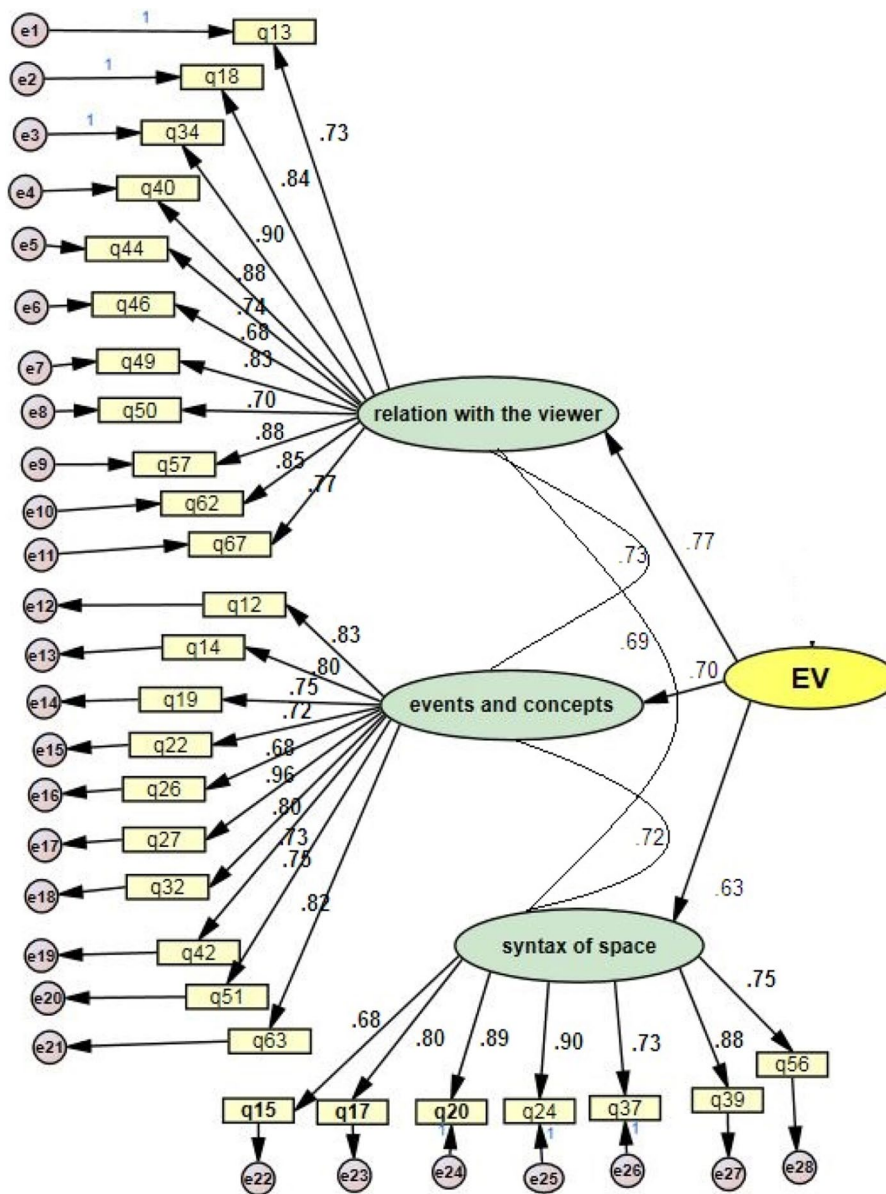 e1 1 q13
e2 1 q18
e3 1 q34
e4 q40
e5 q44
e6 q46
e7 q49
e8 q50
e9 q57
e10 q62
e11 q67
.73
.84
.90
.88
.74
.68
.83
.70
.88
.85
.77
relation with the viewer
.77
.73
.69
e12 q12
e13 q14
e14 q19
e15 q22
e16 q26
e17 q27
e18 q32
e19 q42
e20 q51
e21 q63
.83
.80
.75
.72
.68
.96
.80
.73
.75
.82
events and concepts
.70
EV
.72
.63
syntax of space
.68
.80
.89
.90
.73
.88
.75
q15 q17 q20 q24 q37 q39 q56
1 1 1
e22 e23 e24 e25 e26 e27 e28